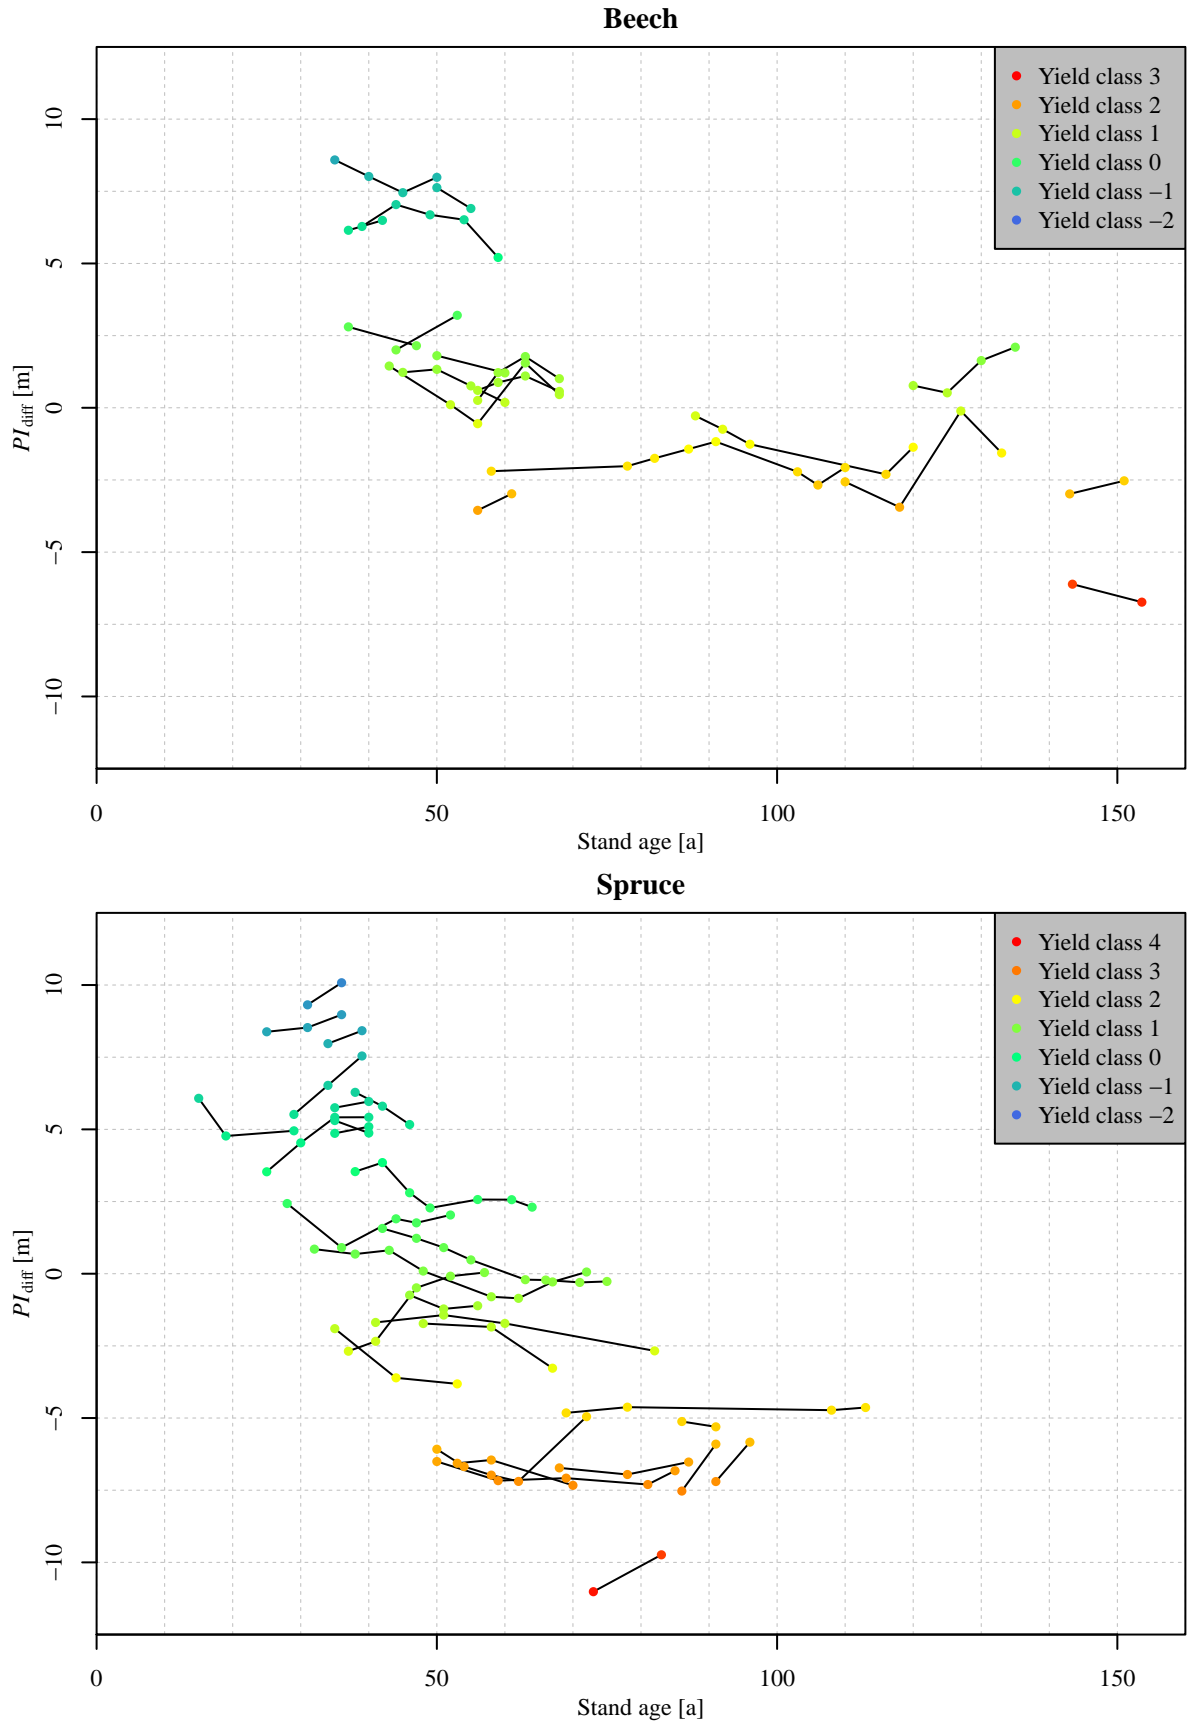 Beech
Yield class 3
Yield class 2
Yield class 1
Yield class 0
Yield class −1
Yield class −2
10
5
0
−5
−10
PIdiff [m]
0 50 100 150
Stand age [a]
Spruce
Yield class 4
Yield class 3
Yield class 2
Yield class 1
Yield class 0
Yield class −1
Yield class −2
10
5
0
−5
−10
PIdiff [m]
0 50 100 150
Stand age [a]